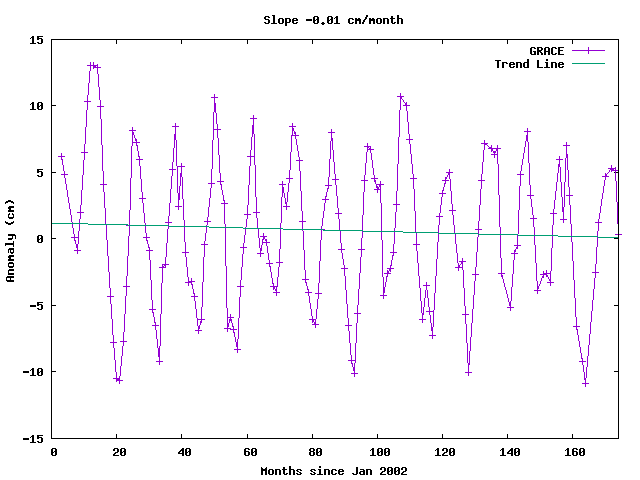 Slope -0.01 cm/month
GRACE
Trend Line
15
10
5
0
-5
-10
-15
Anomaly (cm)
0 20 40 60 80 100 120 140 160
Months since Jan 2002